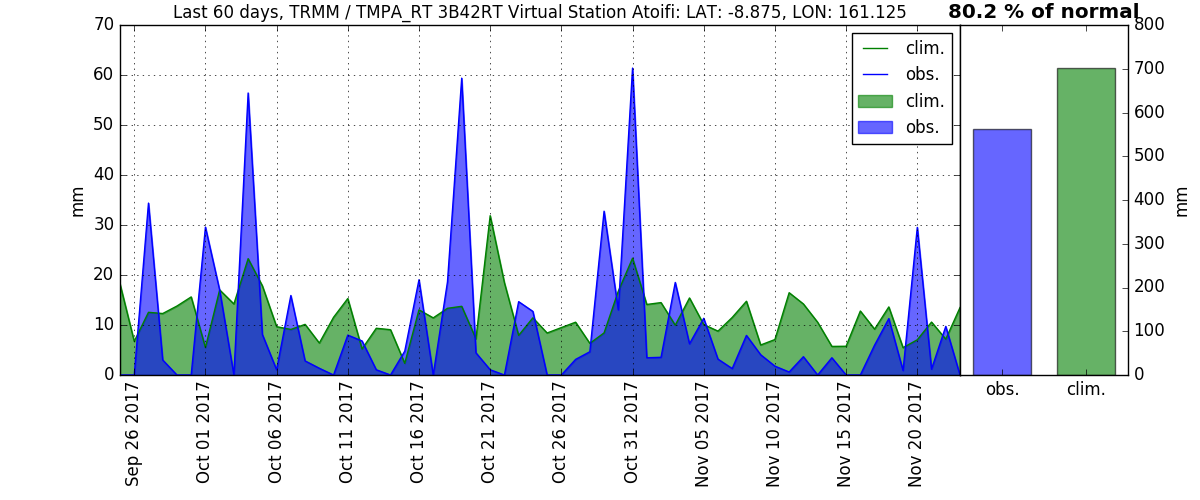 Last 60 days, TRMM / TMPA_RT 3B42RT Virtual Station Atoifi: LAT: -8.875, LON: 161.125
80.2 % of normal
70
60
50
40
30
20
10
0
mm
clim.
obs.
clim.
obs.
800
700
600
500
400
300
200
100
0
mm
obs.
clim.
Sep 26 2017
Oct 01 2017
Oct 06 2017
Oct 11 2017
Oct 16 2017
Oct 21 2017
Oct 26 2017
Oct 31 2017
Nov 05 2017
Nov 10 2017
Nov 15 2017
Nov 20 2017